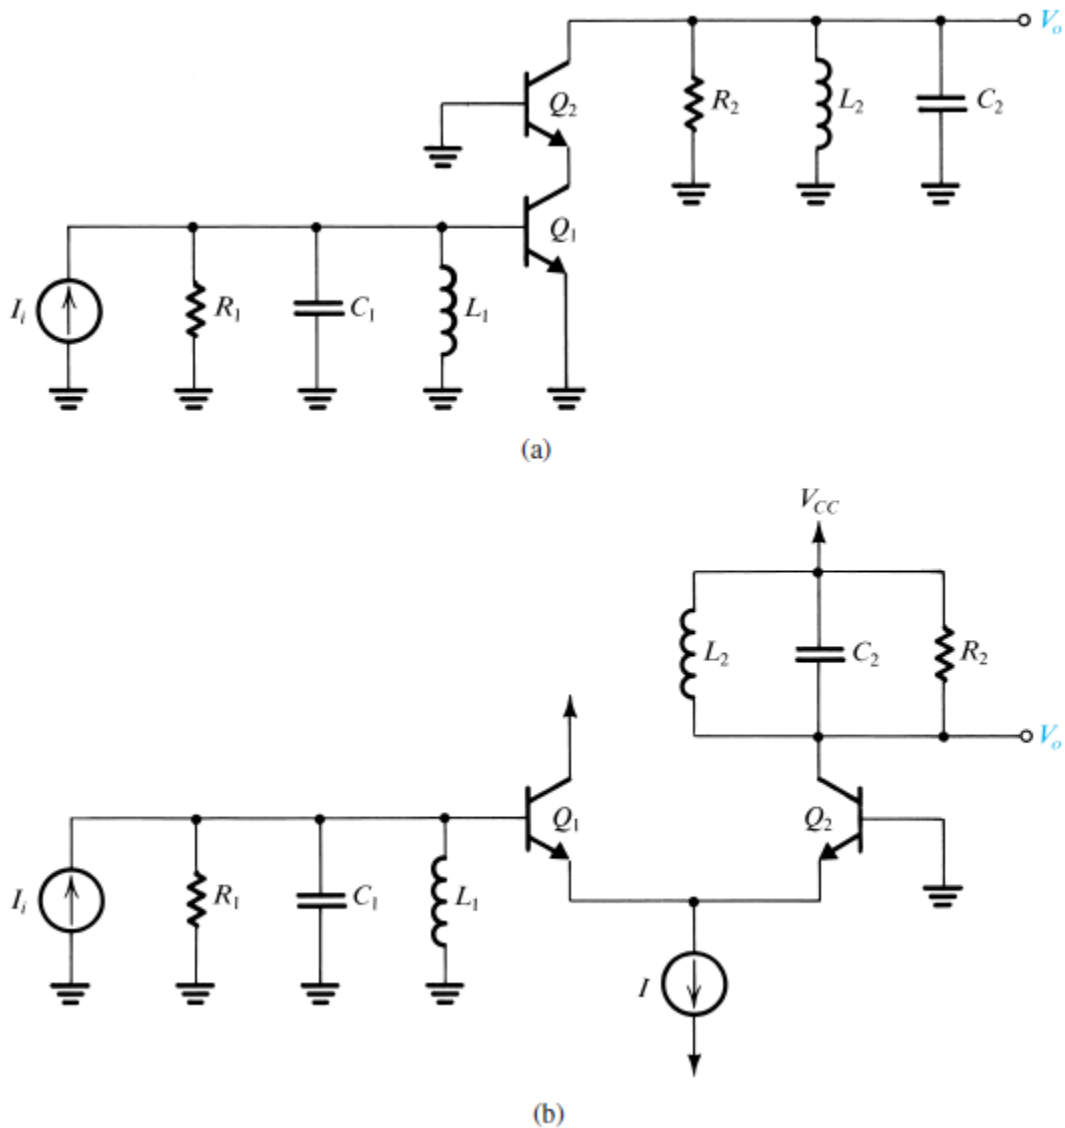 V_o
Q_2
R_2
L_2
C_2
Q_1
I_i
R_1
C_1
L_1
(a)
V_CC
L_2
C_2
R_2
V_o
Q_1
Q_2
I_i
R_1
C_1
L_1
I
(b)